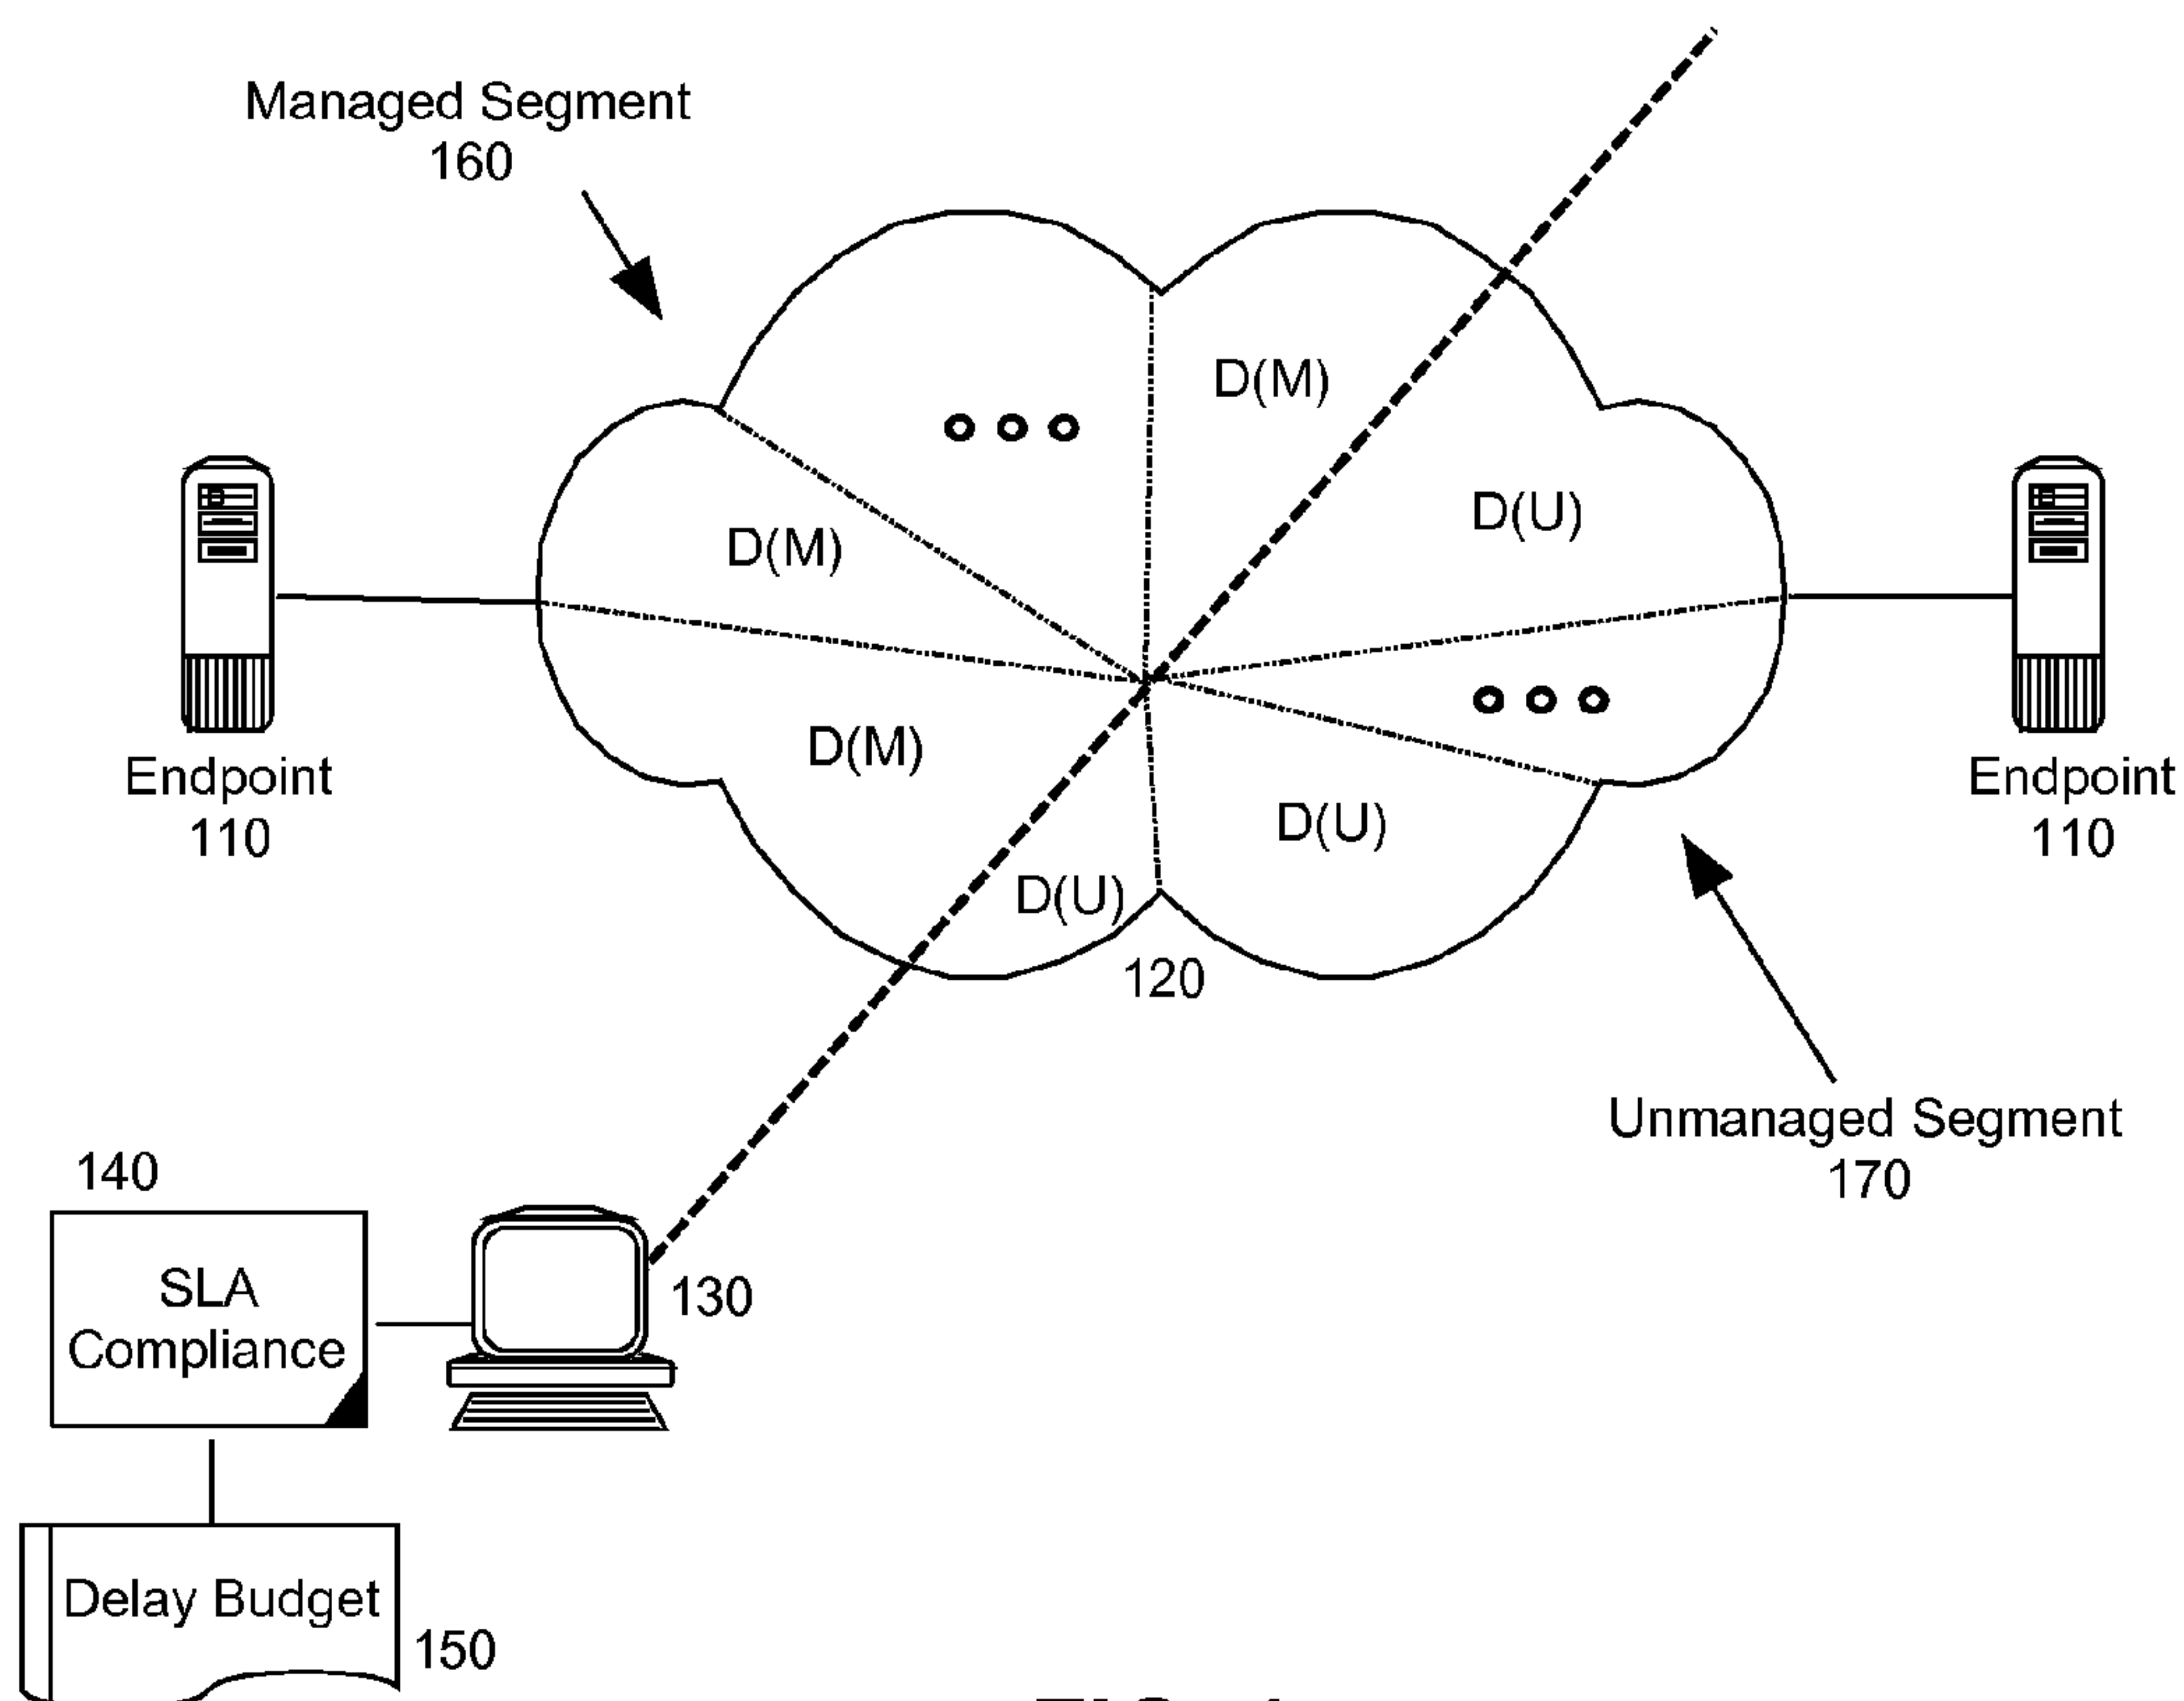 Managed Segment
160
D(M)
D(U)
D(M)
D(M)
D(U)
D(U)
Endpoint
110
Endpoint
110
120
Unmanaged Segment
170
140
SLA
Compliance
130
Delay Budget
150